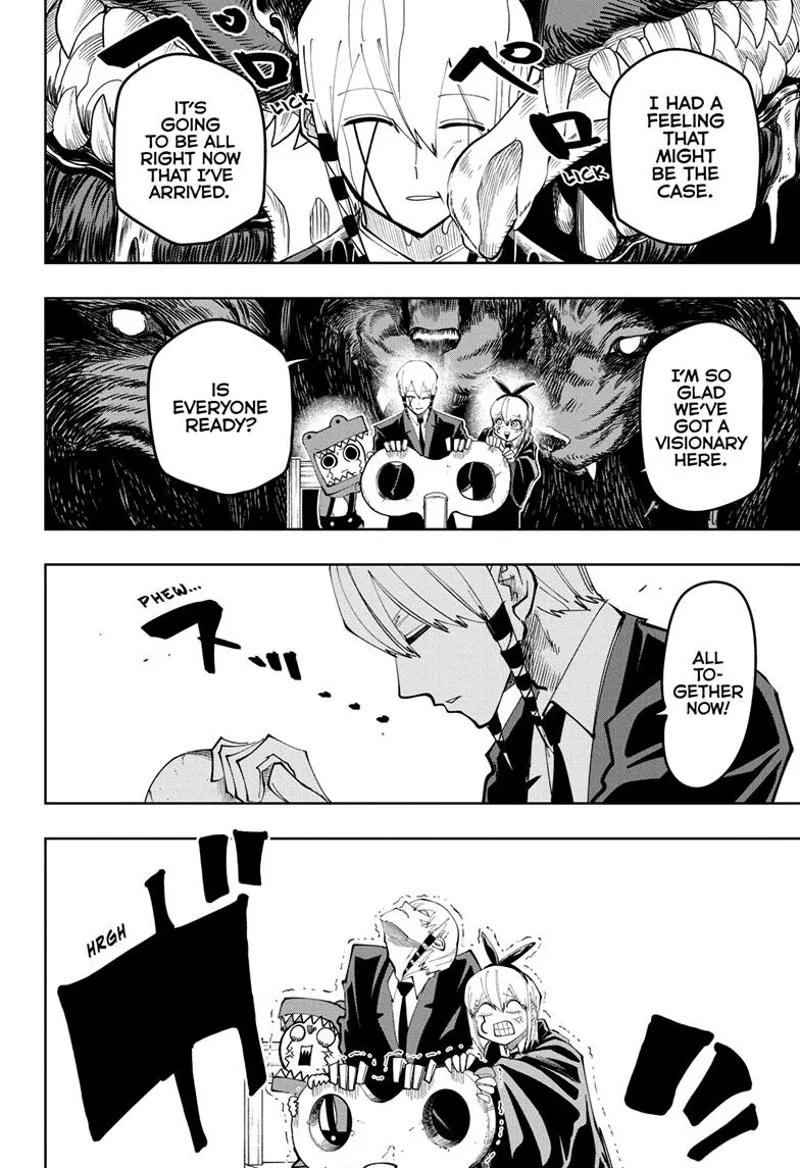 I HAD A
FEELING
THAT
MIGHT
BE THE
CASE.
ペロ
LICK
ペロ
LICK
IT'S
GOING
TO BE ALL
RIGHT NOW
THAT I'VE
ARRIVED.
I'M SO
GLAD
WE'VE
GOT A
VISIONARY
HERE.
IS
EVERYONE
READY?
ALL
TO-
GETHER
NOW!
PHEW...
スッ...
HRGH